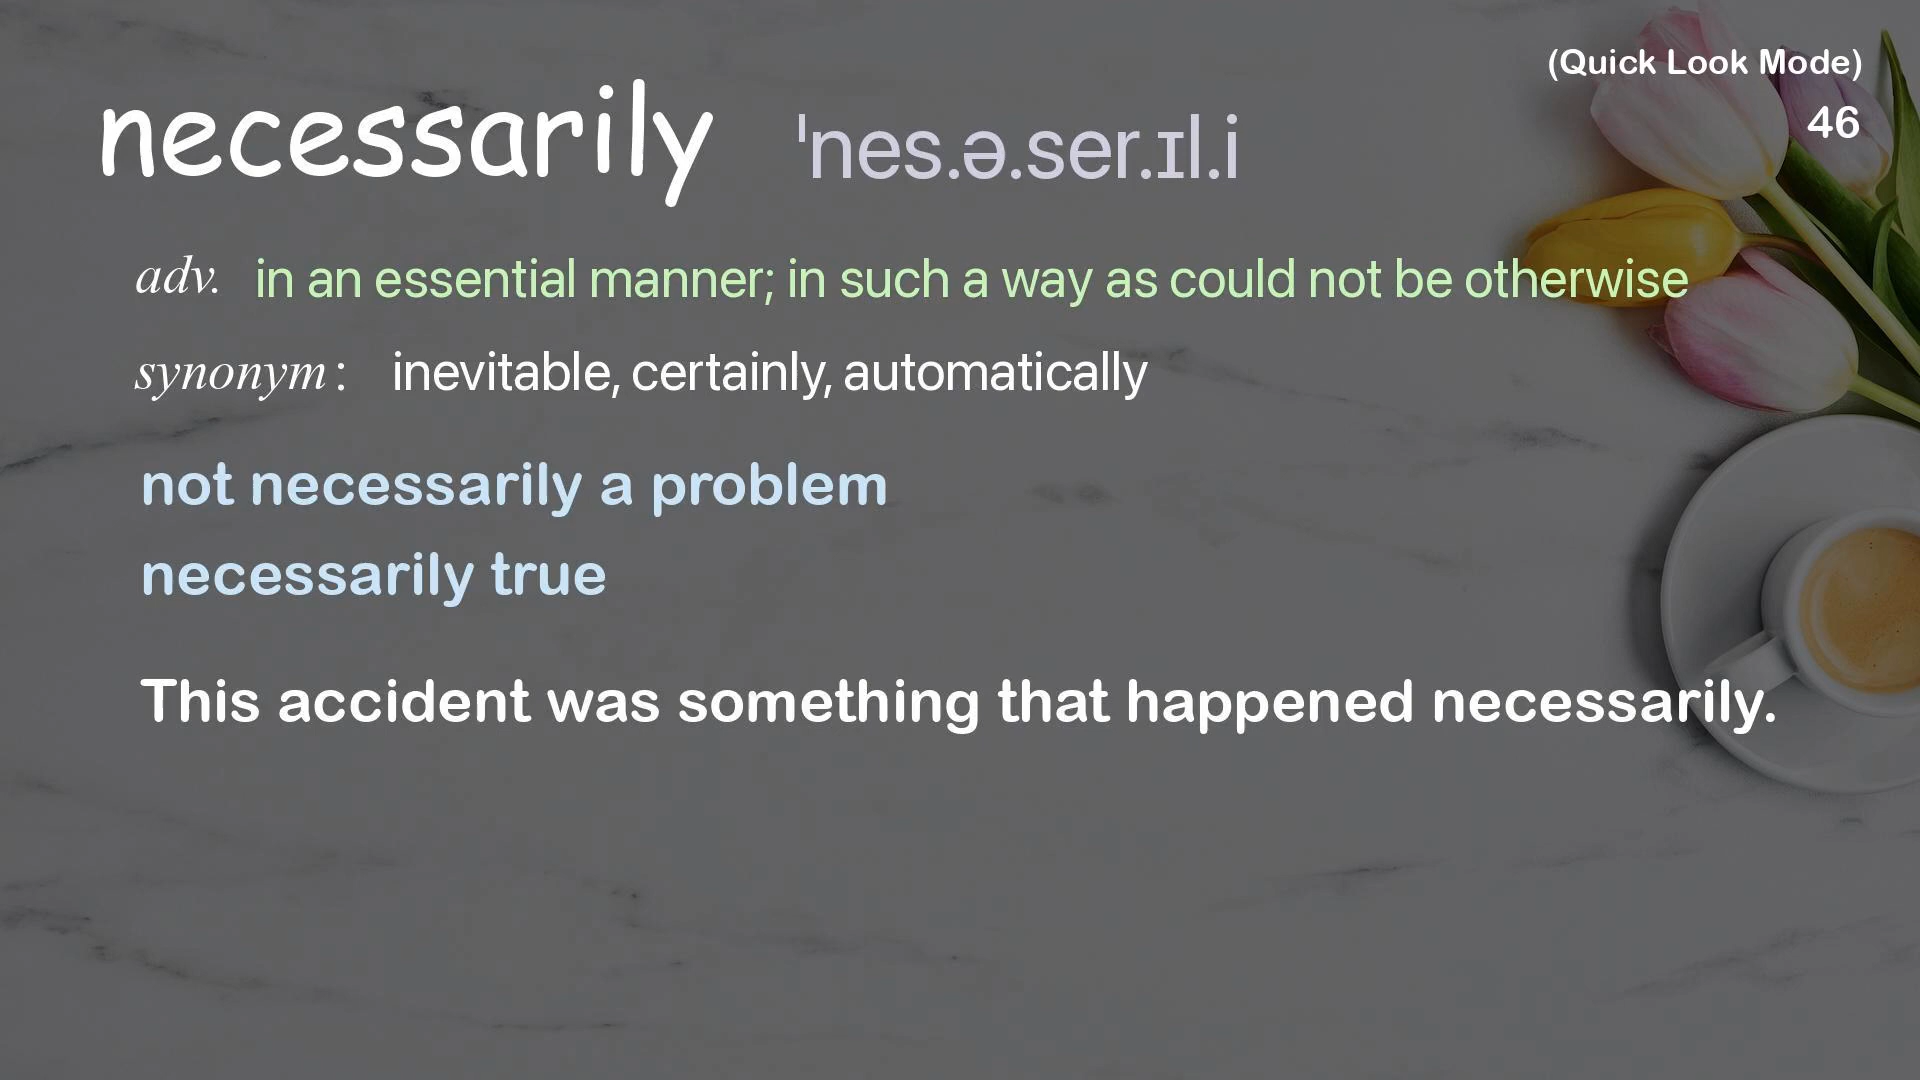 (Quick Look Mode)
46
necessarily ˈnes.ə.ser.ɪl.i
adv. in an essential manner; in such a way as could not be otherwise
synonym : inevitable, certainly, automatically
not necessarily a problem
necessarily true
This accident was something that happened necessarily.